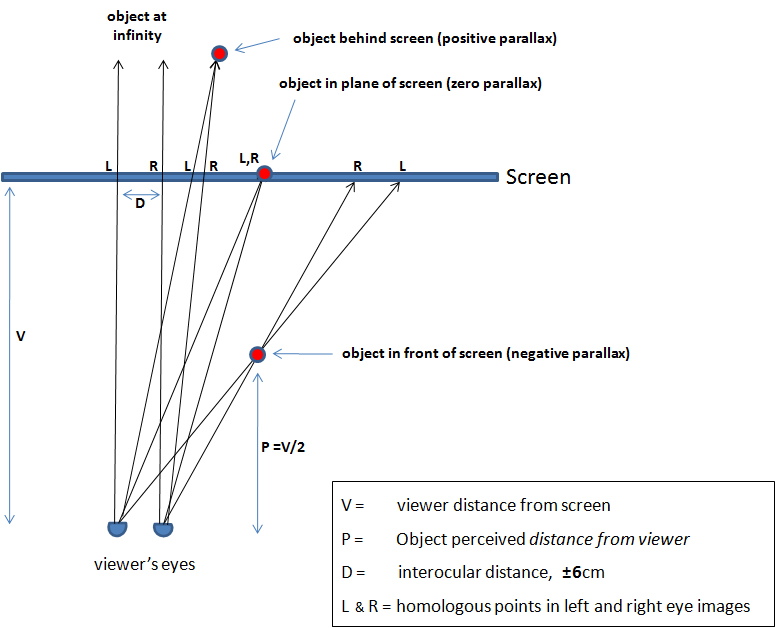 object at
infinity
object behind screen (positive parallax)
object in plane of screen (zero parallax)
L R L R L,R R L
Screen
D
V
object in front of screen (negative parallax)
P =V/2
viewer's eyes
V = viewer distance from screen
P = Object perceived distance from viewer
D = interocular distance, ±6cm
L & R = homologous points in left and right eye images